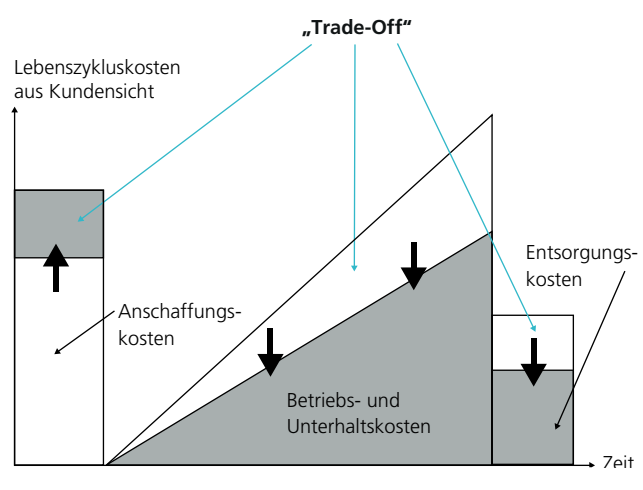 „Trade-Off“
Lebenszykluskosten
aus Kundensicht
Entsorgungs-
kosten
Anschaffungs-
kosten
Betriebs- und
Unterhaltskosten
Zeit